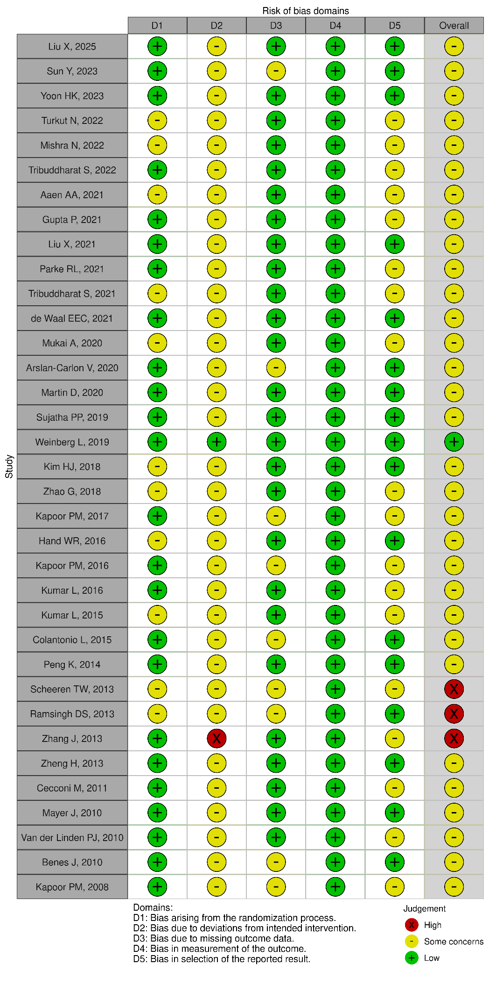 Risk of bias domains
D1 D2 D3 D4 D5 Overall
Liu X, 2025 + - + + + -
Sun Y, 2023 + - - + + -
Yoon HK, 2023 + - + + + -
Turkut N, 2022 - - + + - -
Mishra N, 2022 - - + + - -
Tribuddharat S, 2022 + - + + - -
Aaen AA, 2021 - - + + - -
Gupta P, 2021 + - + + - -
Liu X, 2021 + - + + + -
Parke RL, 2021 + - + + - -
Tribuddharat S, 2021 - - + + - -
de Waal EEC, 2021 + - + + + -
Mukai A, 2020 - - + + - -
Arslan-Carlon V, 2020 + - - + + -
Martin D, 2020 + - + + + -
Sujatha PP, 2019 + - + + + -
Weinberg L, 2019 + + + + + +
Study
Kim HJ, 2018 - - + + + -
Zhao G, 2018 - - + + - -
Kapoor PM, 2017 + - - + - -
Hand WR, 2016 - - + + + -
Kapoor PM, 2016 + - - + - -
Kumar L, 2016 + - + + - -
Kumar L, 2015 - - + + - -
Colantonio L, 2015 + - - + + -
Peng K, 2014 + - + + + -
Scheeren TW, 2013 - - - + - X
Ramsingh DS, 2013 - - - + + X
Zhang J, 2013 + X + + - X
Zheng H, 2013 + - + + + -
Cecconi M, 2011 + - + + - -
Mayer J, 2010 + - + + + -
Van der Linden PJ, 2010 + - + + - -
Benes J, 2010 + - - + + -
Kapoor PM, 2008 + - - + - -
Domains:
D1: Bias arising from the randomization process.
D2: Bias due to deviations from intended intervention.
D3: Bias due to missing outcome data.
D4: Bias in measurement of the outcome.
D5: Bias in selection of the reported result.
Judgement
X High
- Some concerns
+ Low